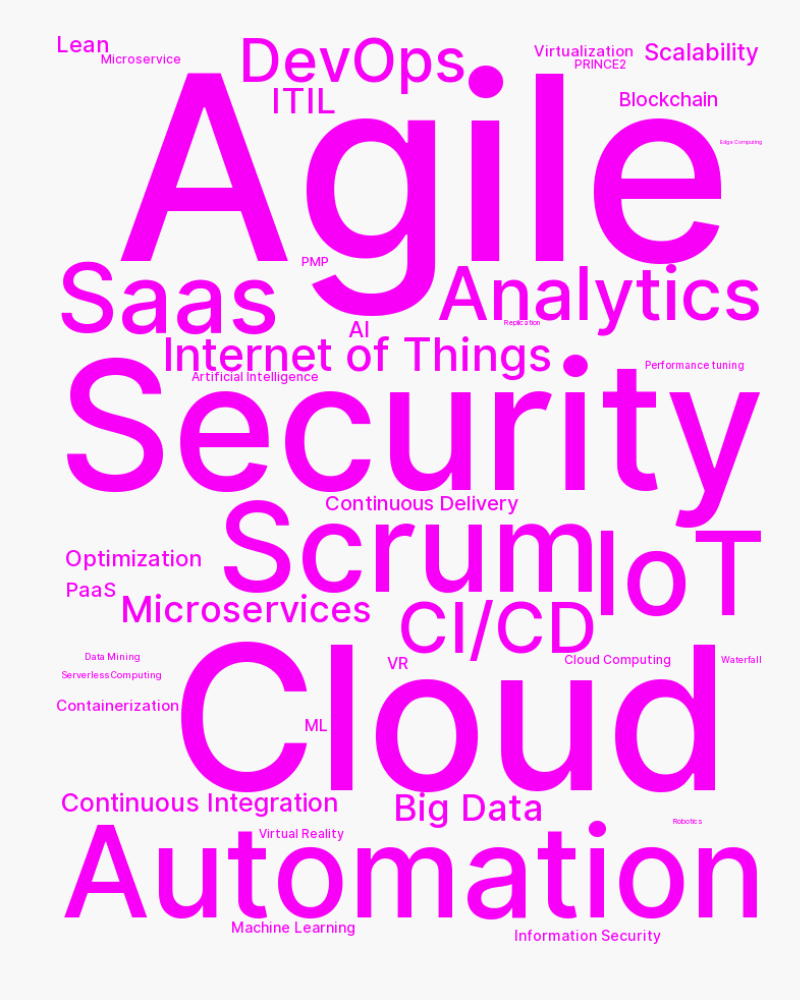 Lean
Microservice
DevOps
Virtualization
Scalability
PRINCE2
ITIL
Blockchain
Agile
Edge Computing
PMP
Saas
Analytics
Replication
AI
Internet of Things
Artificial Intelligence
Performance tuning
Security
Continuous Delivery
Scrum
IoT
Optimization
PaaS
Microservices
CI/CD
Data Mining
VR
Cloud Computing
Waterfall
Serverless Computing
Cloud
Containerization
ML
Continuous Integration
Big Data
Robotics
Virtual Reality
Automation
Machine Learning
Information Security